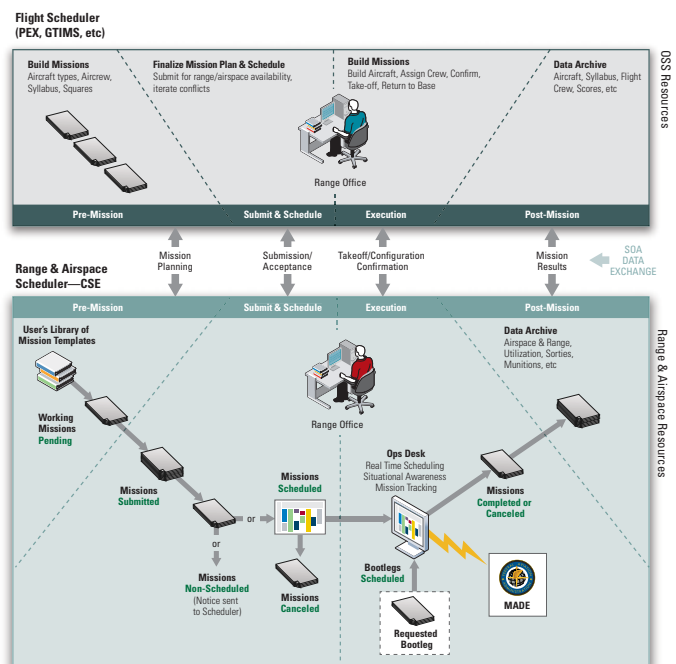 Flight Scheduler
(PEX, GTIMS, etc)
Build Missions
Aircraft types, Aircrew,
Syllabus, Squares
Finalize Mission Plan & Schedule
Submit for range/airspace availability,
iterate conflicts
Build Missions
Build Aircraft, Assign Crew, Confirm,
Take-off, Return to Base
Data Archive
Aircraft, Syllabus, Flight
Crew, Scores, etc
OSS Resources
Range Office
Pre-Mission
Submit & Schedule
Execution
Post-Mission
Mission
Planning
Submission/
Acceptance
Takeoff/Configuration
Confirmation
Mission
Results
SOA
DATA
EXCHANGE
Range & Airspace
Scheduler—CSE
Pre-Mission
Submit & Schedule
Execution
Post-Mission
User's Library of
Mission Templates
Data Archive
Airspace & Range,
Utilization, Sorties,
Munitions, etc
Range & Airspace Resources
Range Office
Working
Missions
Pending
Missions
Submitted
Missions
Scheduled
Ops Desk
Real Time Scheduling
Situational Awareness
Mission Tracking
Missions
Completed or
Canceled
or
or
or
Missions
Non-Scheduled
(Notice sent
to Scheduler)
Missions
Canceled
Bootlegs
Scheduled
Requested
Bootleg
MADE